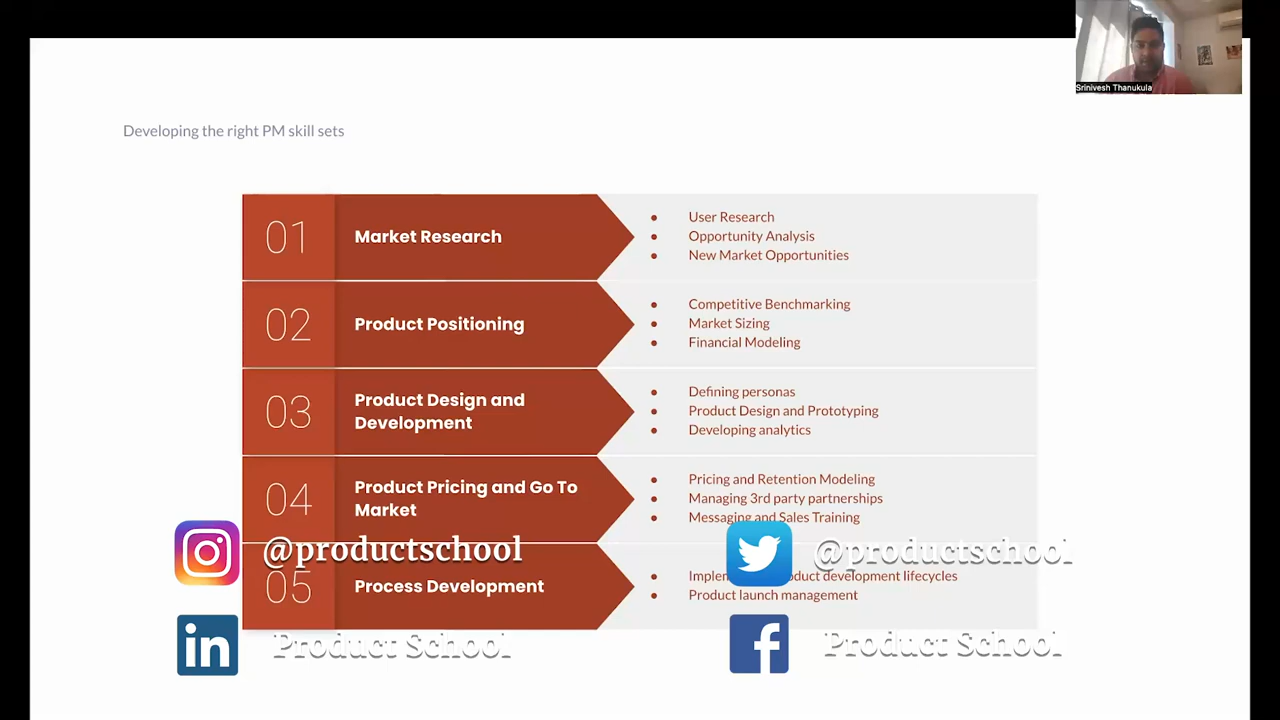 Srinivesh Thanukula
Developing the right PM skill sets
01
Market Research
● User Research
● Opportunity Analysis
● New Market Opportunities
02
Product Positioning
● Competitive Benchmarking
● Market Sizing
● Financial Modeling
03
Product Design and
Development
● Defining personas
● Product Design and Prototyping
● Developing analytics
04
Product Pricing and Go To
Market
● Pricing and Retention Modeling
● Managing 3rd party partnerships
● Messaging and Sales Training
05
Process Development
● product development lifecycles
● Product launch management
@productschool
@productschool
in
Product School
f
Product School